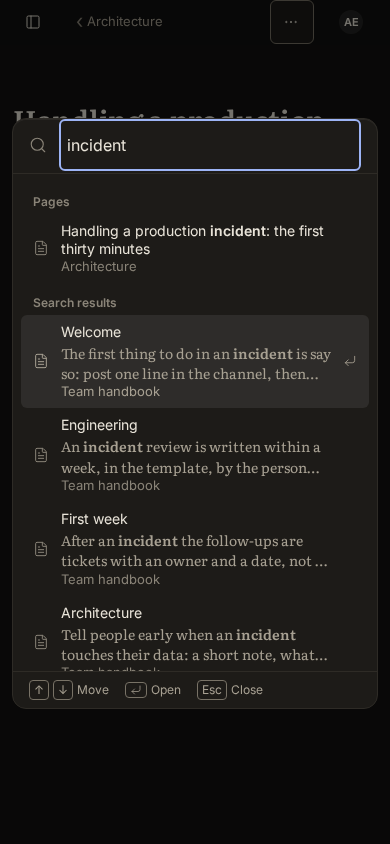 Architecture
AE
Handling a production
incident
Pages
Handling a production incident: the first
thirty minutes
Architecture
Search results
Welcome
The first thing to do in an incident is say
so: post one line in the channel, then…
Team handbook
Engineering
An incident review is written within a
week, in the template, by the person…
Team handbook
First week
After an incident the follow-ups are
tickets with an owner and a date, not …
Team handbook
Architecture
Tell people early when an incident
touches their data: a short note, what…
Team handbook
Move Open Esc Close